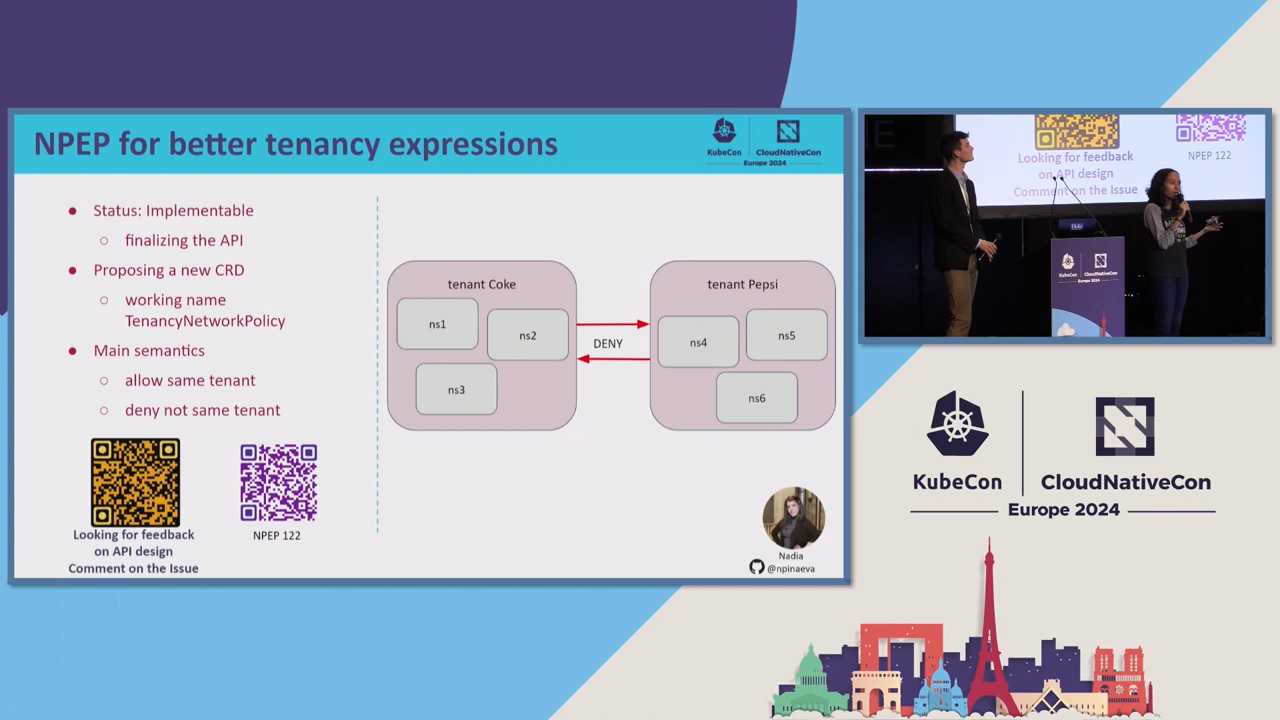 NPEP for better tenancy expressions
KubeCon
CloudNativeCon
Europe 2024
Status: Implementable
finalizing the API
Proposing a new CRD
working name
TenancyNetworkPolicy
Main semantics
allow same tenant
deny not same tenant
Looking for feedback
on API design
Comment on the Issue
NPEP 122
tenant Coke
ns1
ns2
ns3
DENY
tenant Pepsi
ns4
ns5
ns6
Nadia
@npinaeva
Looking for feedback
on API design
Comment on the Issue
NPEP 122
KubeCon
CloudNativeCon
Europe 2024